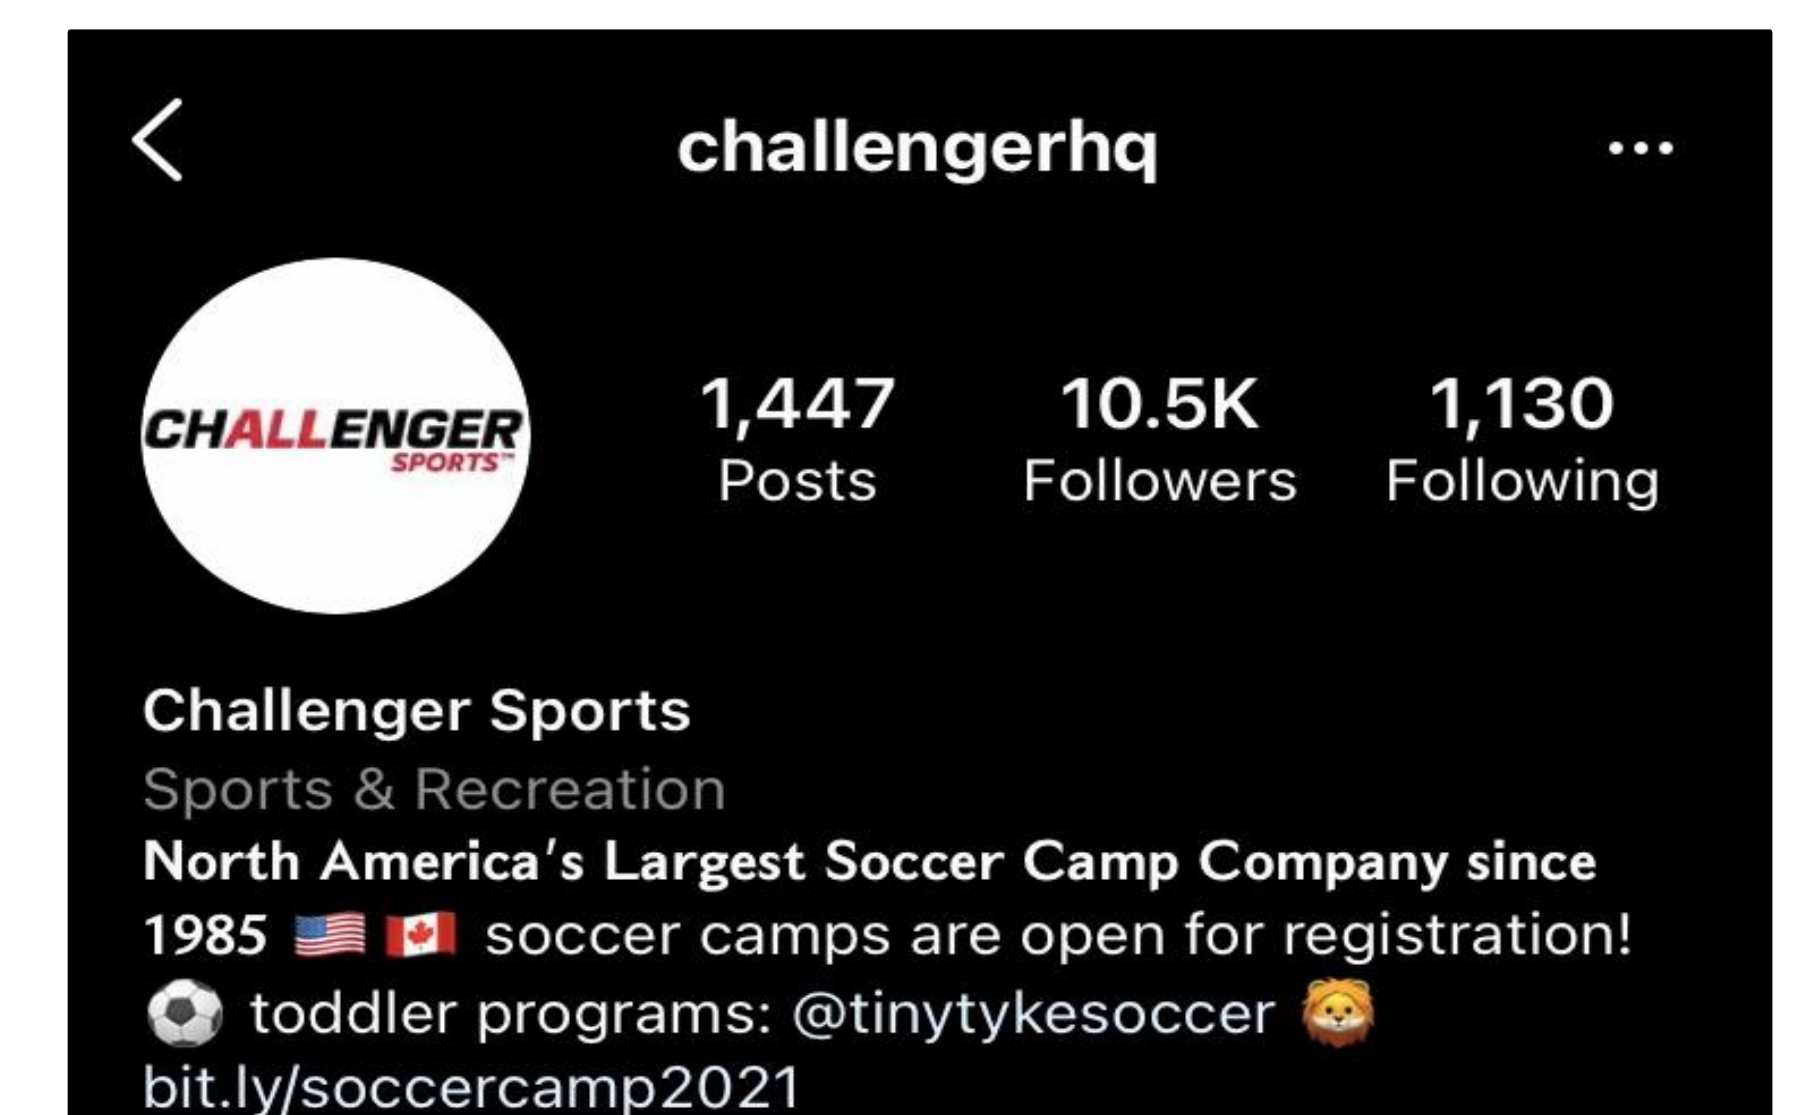 challengerhq
CHALLENGER
SPORTS™
1,447 10.5K 1,130
Posts Followers Following
Challenger Sports
Sports & Recreation
North America's Largest Soccer Camp Company since
1985 🇺🇸 🇨🇦 soccer camps are open for registration!
⚽ toddler programs: @tinytykesoccer 🦁
bit.ly/soccercamp2021